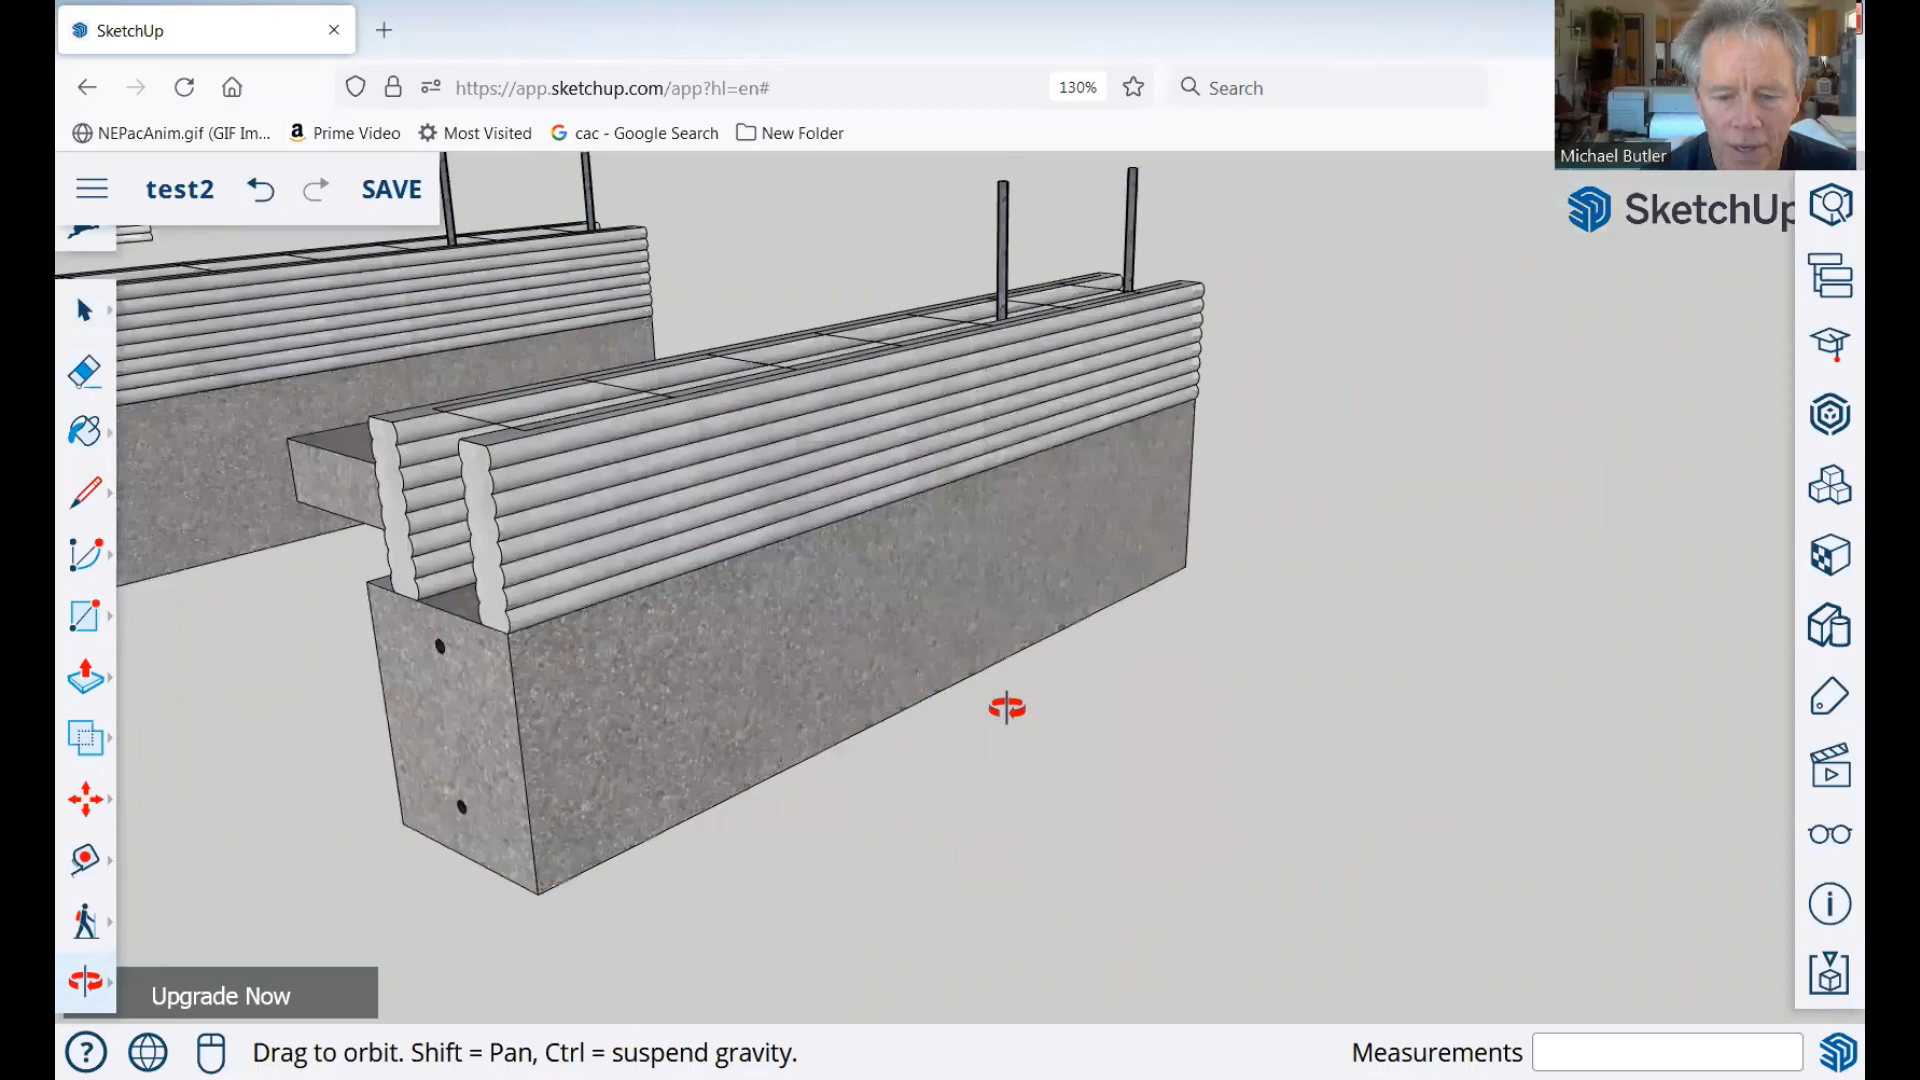 SketchUp
https://app.sketchup.com/app?hl=en#
130%
Search
NEPacAnim.gif (GIF Im...
Prime Video
Most Visited
cac - Google Search
New Folder
Michael Butler
test2
SAVE
SketchUp
Upgrade Now
Drag to orbit. Shift = Pan, Ctrl = suspend gravity.
Measurements